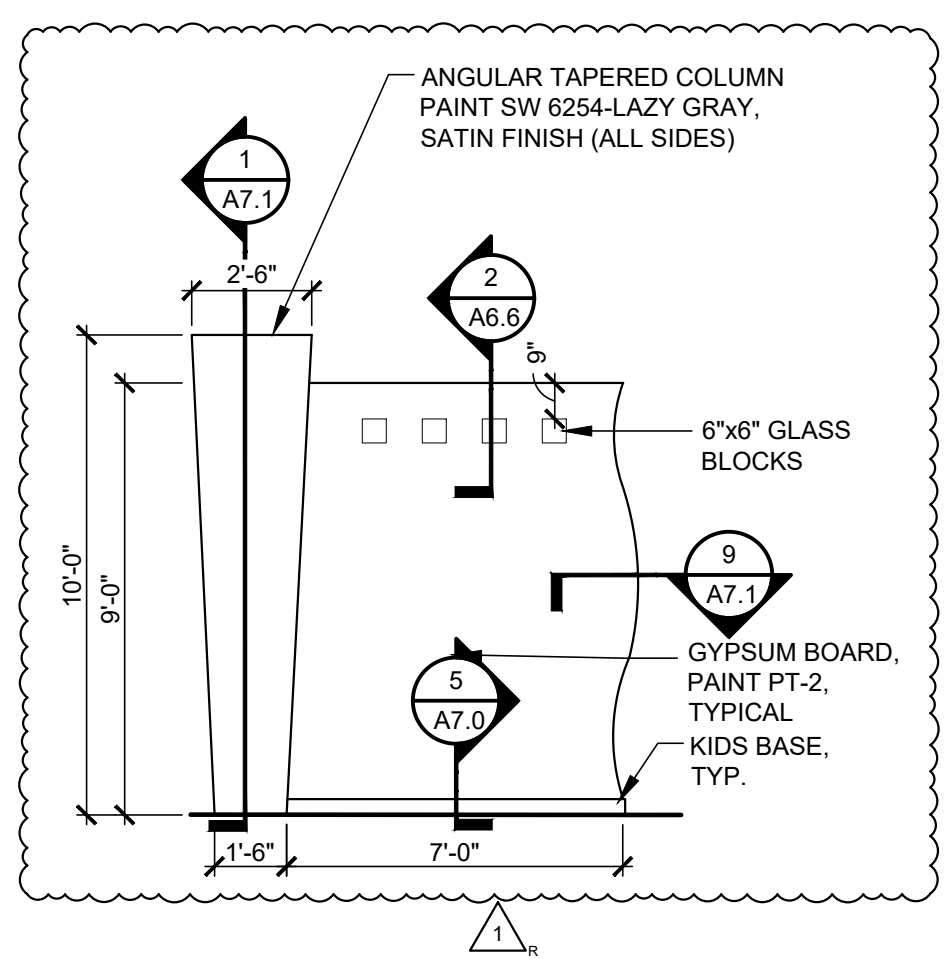 ANGULAR TAPERED COLUMN
PAINT SW 6254-LAZY GRAY,
SATIN FINISH (ALL SIDES)
1
A7.1
2'-6"
2
A6.6
9"
6"x6" GLASS
BLOCKS
10'-0"
9'-0"
9
A7.1
GYPSUM BOARD,
PAINT PT-2,
TYPICAL
5
A7.0
KIDS BASE,
TYP.
1'-6"
7'-0"
1
R